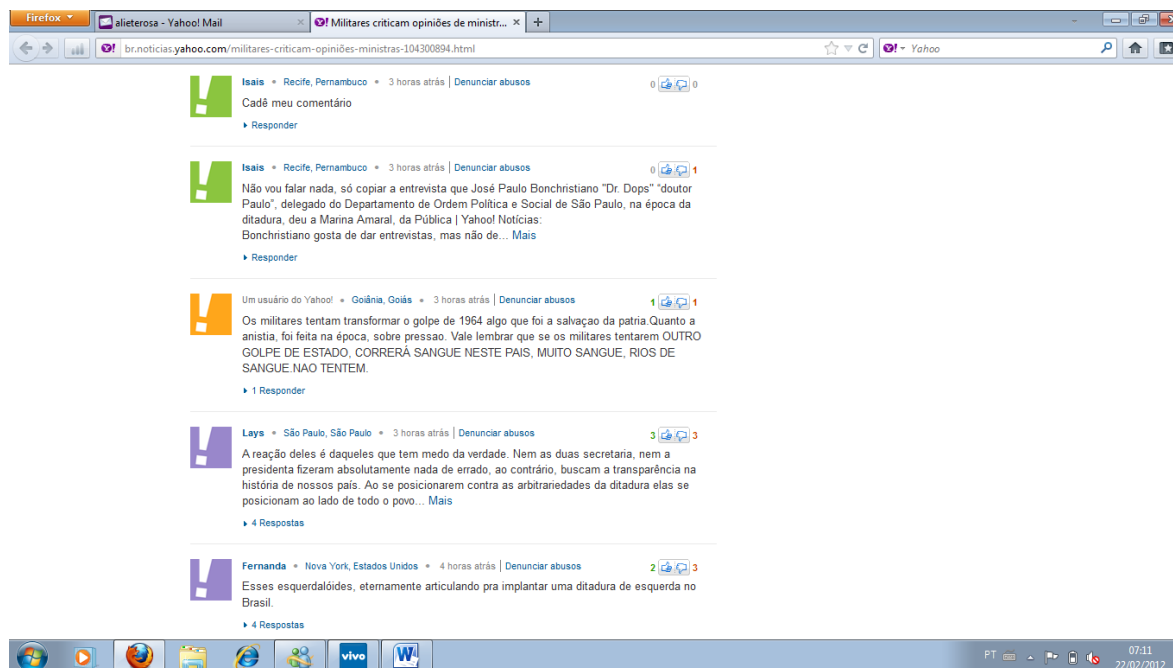 Firefox
alieterosa - Yahoo! Mail
Militares criticam opiniões de ministr...
br.noticias.yahoo.com/militares-criticam-opiniões-ministras-104300894.html
Yahoo
Isais • Recife, Pernambuco • 3 horas atrás | Denunciar abusos 0 0
Cadê meu comentário
Responder
Isais • Recife, Pernambuco • 3 horas atrás | Denunciar abusos 0 1
Não vou falar nada, só copiar a entrevista que José Paulo Bonchristiano "Dr. Dops" "doutor
Paulo", delegado do Departamento de Ordem Política e Social de São Paulo, na época da
ditadura, deu a Marina Amaral, da Pública | Yahoo! Notícias:
Bonchristiano gosta de dar entrevistas, mas não de... Mais
Responder
Um usuário do Yahoo! • Goiânia, Goiás • 3 horas atrás | Denunciar abusos 1 1
Os militares tentam transformar o golpe de 1964 algo que foi a salvaçao da patria.Quanto a
anistia, foi feita na época, sobre pressao. Vale lembrar que se os militares tentarem OUTRO
GOLPE DE ESTADO, CORRERÁ SANGUE NESTE PAIS, MUITO SANGUE, RIOS DE
SANGUE.NAO TENTEM.
1 Responder
Lays • São Paulo, São Paulo • 3 horas atrás | Denunciar abusos 3 3
A reação deles é daqueles que tem medo da verdade. Nem as duas secretaria, nem a
presidenta fizeram absolutamente nada de errado, ao contrário, buscam a transparência na
história de nossos país. Ao se posicionarem contra as arbitrariedades da ditadura elas se
posicionam ao lado de todo o povo... Mais
4 Respostas
Fernanda • Nova York, Estados Unidos • 4 horas atrás | Denunciar abusos 2 3
Esses esquerdalóides, eternamente articulando pra implantar uma ditadura de esquerda no
Brasil.
4 Respostas
vivo
PT
07:11
22/02/2012